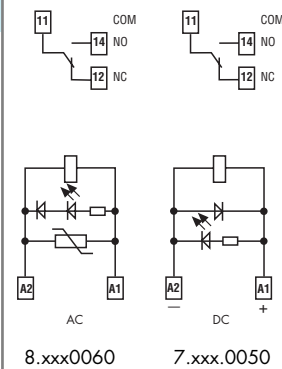 11 COM 11 COM
14 NO 14 NO
12 NC 12 NC
A2 A1 A2 A1
— +
AC DC
8.xxx0060 7.xxx.0050